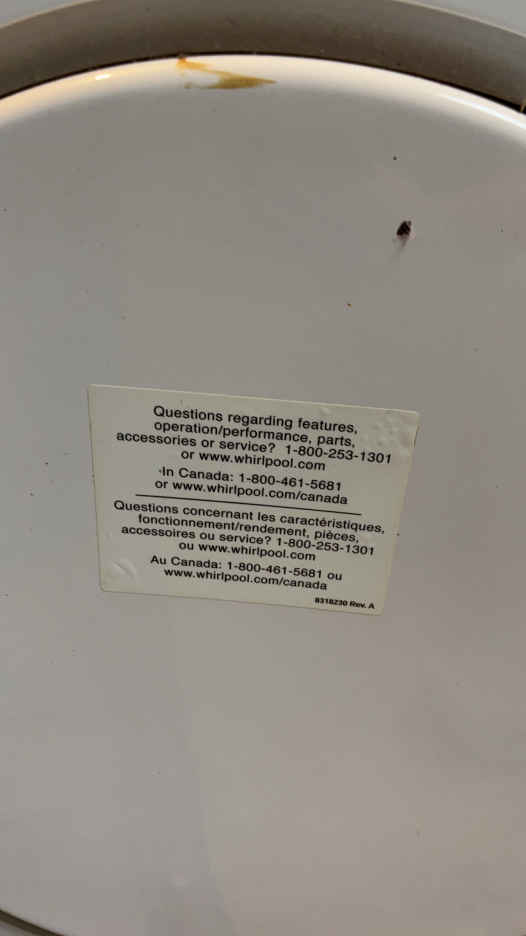 Questions regarding features,
operation/performance, parts,
accessories or service? 1-800-253-1301
or www.whirlpool.com
In Canada: 1-800-461-5681
or www.whirlpool.com/canada
Questions concernant les caractéristiques,
fonctionnement/rendement, pièces,
accessoires ou service? 1-800-253-1301
ou www.whirlpool.com
Au Canada: 1-800-461-5681 ou
www.whirlpool.com/canada
8318230 Rev. A